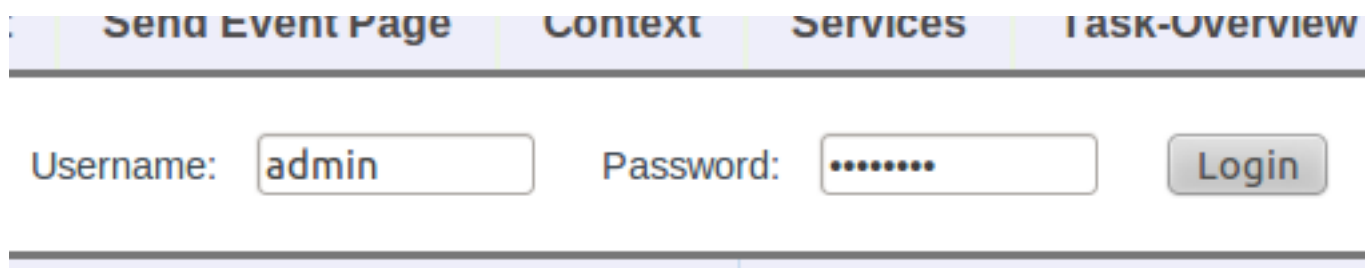 Send Event Page Context Services Task-Overview
Username: admin Password: •••••••• Login